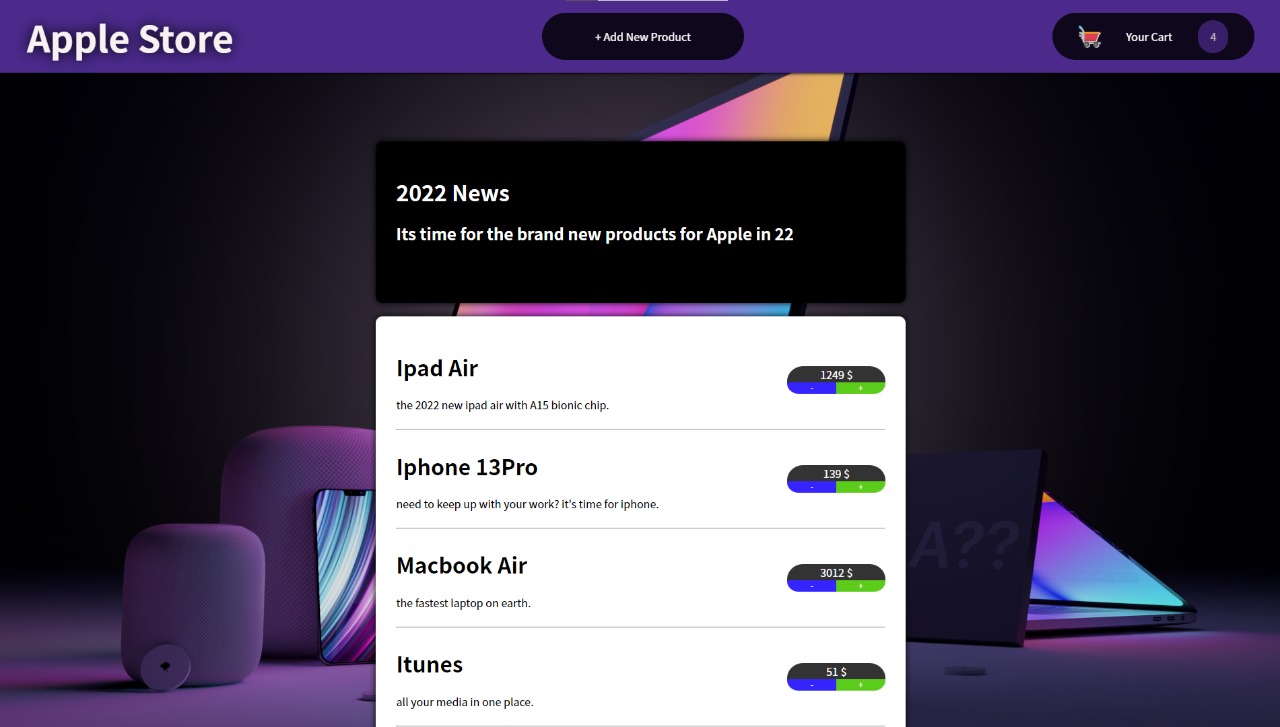 Apple Store
+ Add New Product
Your Cart 4
2022 News
Its time for the brand new products for Apple in 22
Ipad Air
1249 $
- +
the 2022 new ipad air with A15 bionic chip.
Iphone 13Pro
139 $
- +
need to keep up with your work? it's time for iphone.
Macbook Air
3012 $
- +
the fastest laptop on earth.
A??
Itunes
51 $
- +
all your media in one place.